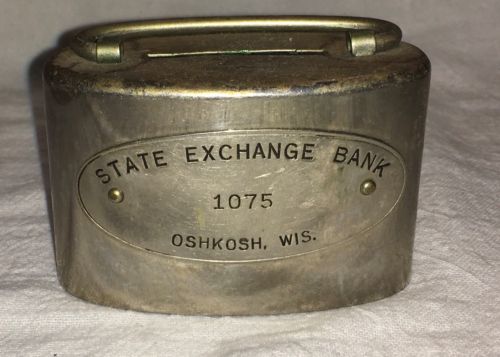 STATE EXCHANGE BANK
1075
OSHKOSH, WIS.